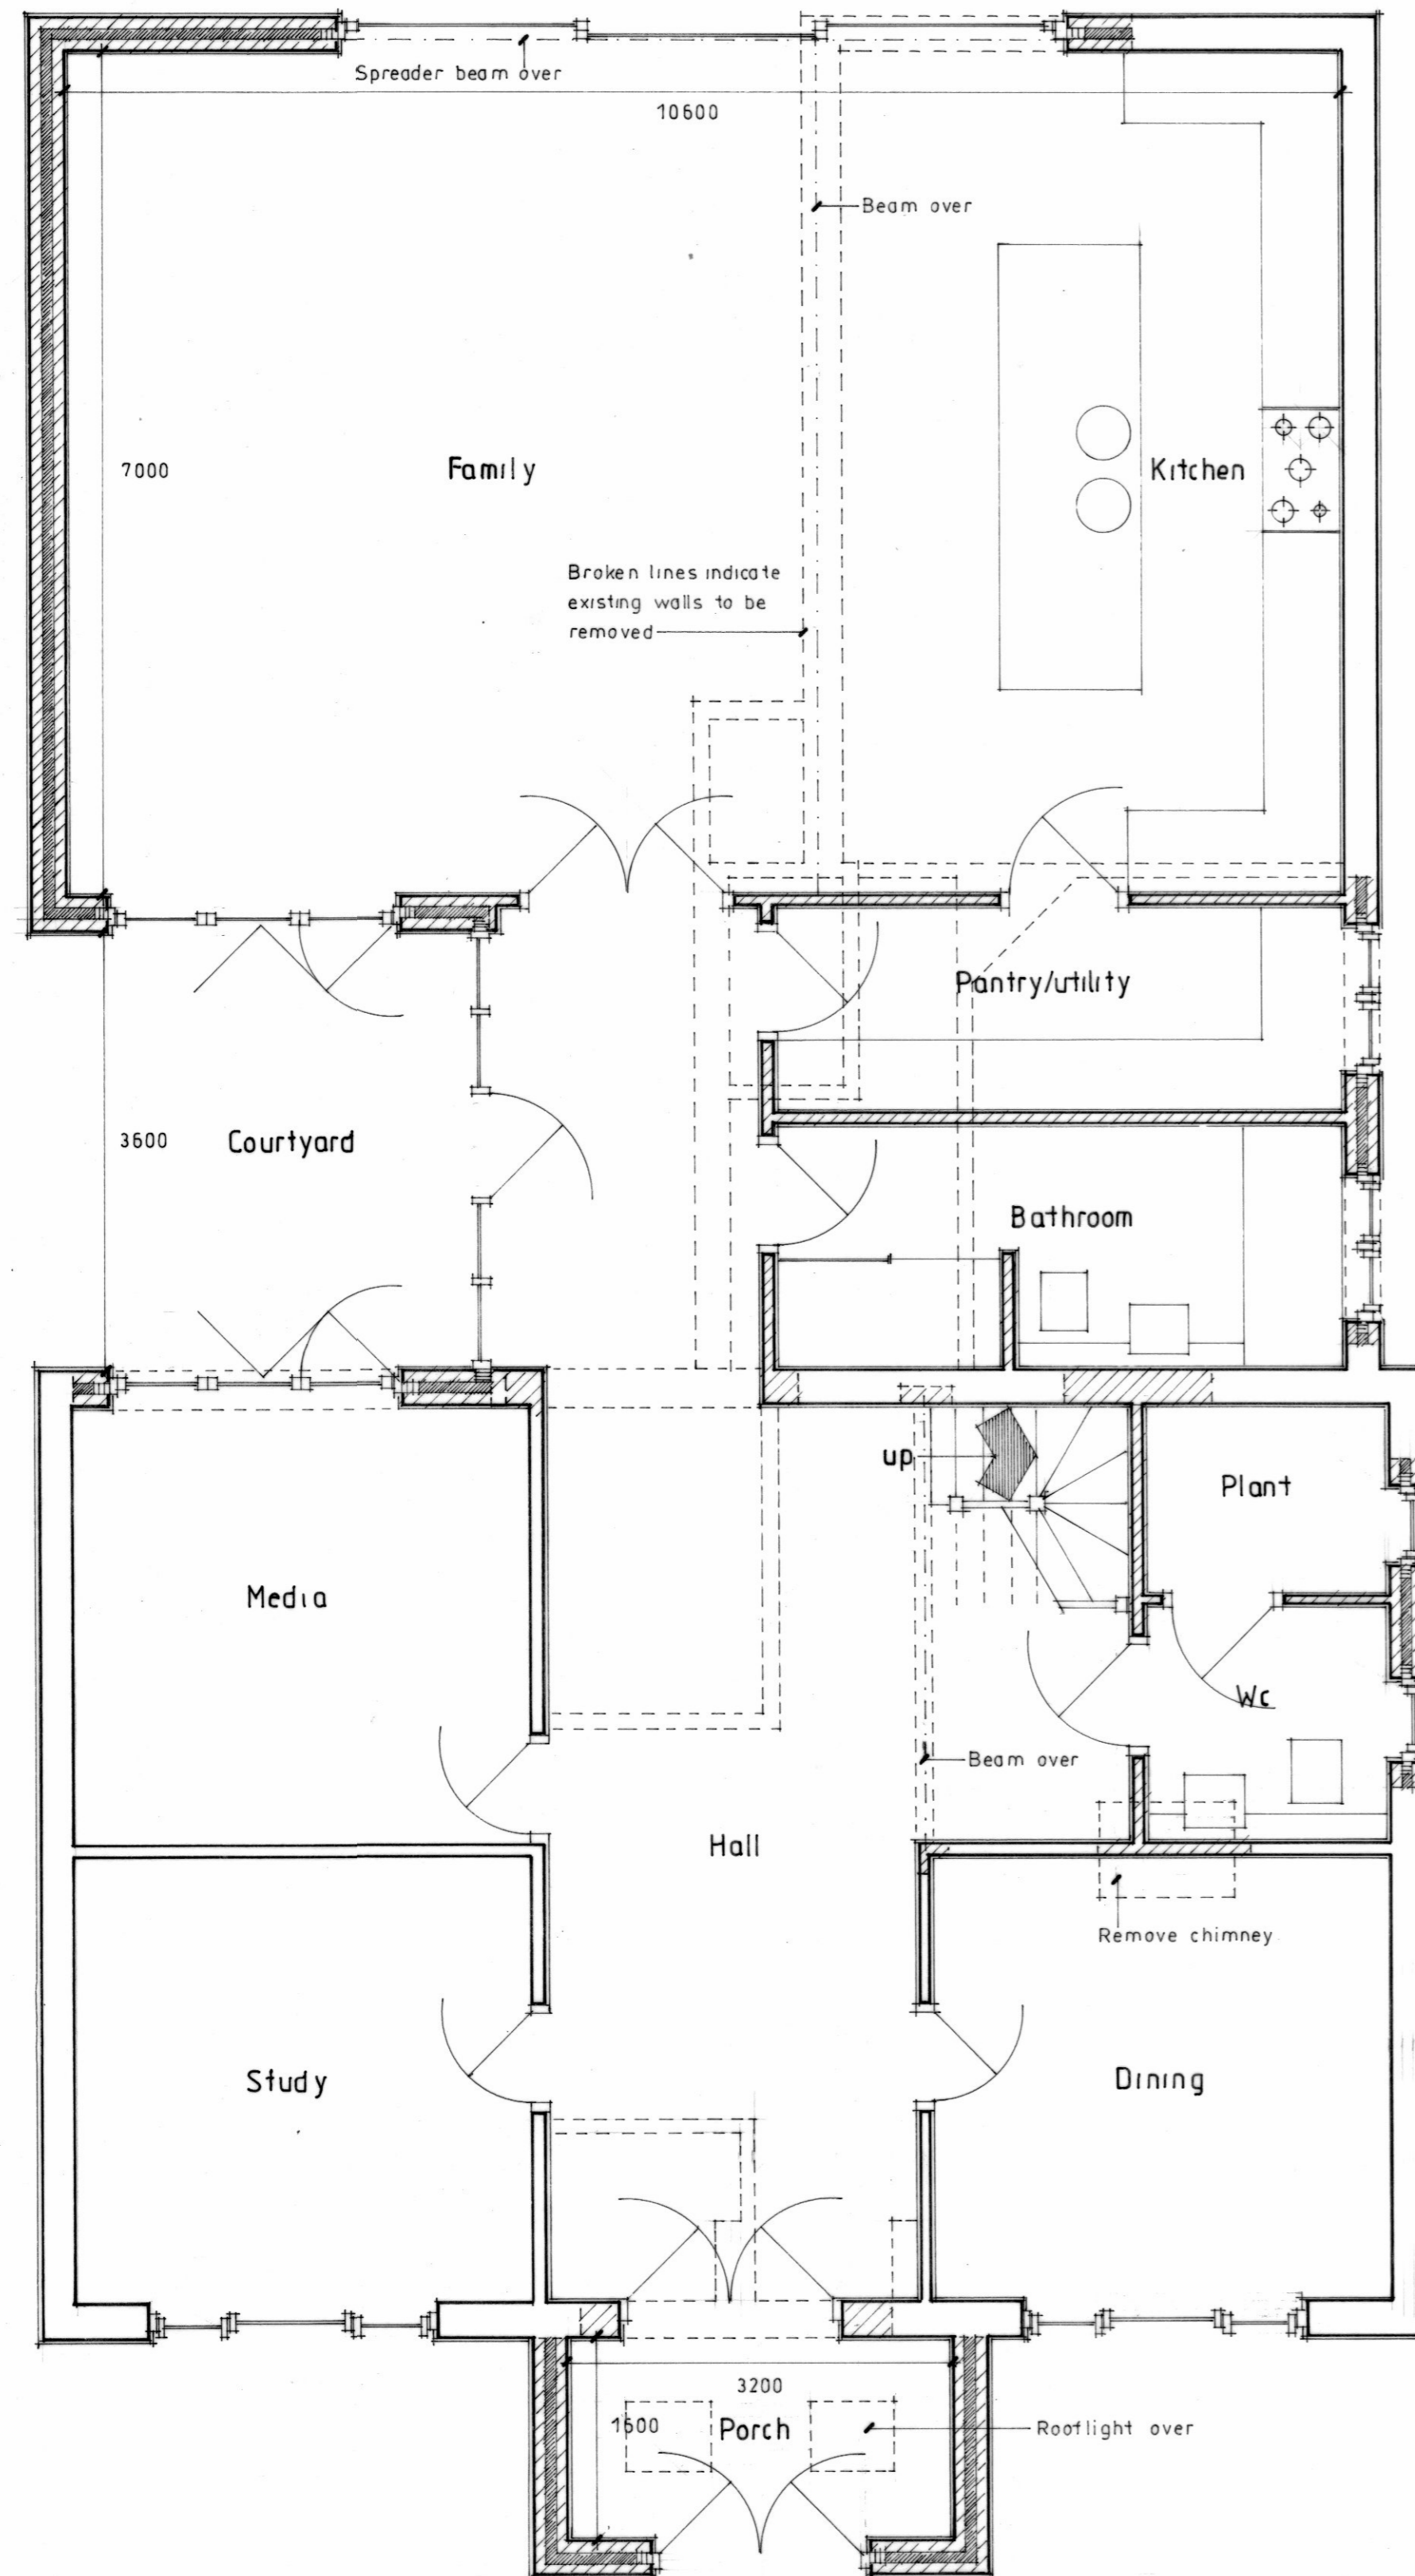 Spreader beam over
10600
Beam over
7000
Family
Kitchen
Broken lines indicate
existing walls to be
removed
Pantry/utility
3600
Courtyard
Bathroom
up
Plant
Media
Wc
Beam over
Hall
Remove chimney
Study
Dining
3200
1600
Porch
Rooflight over